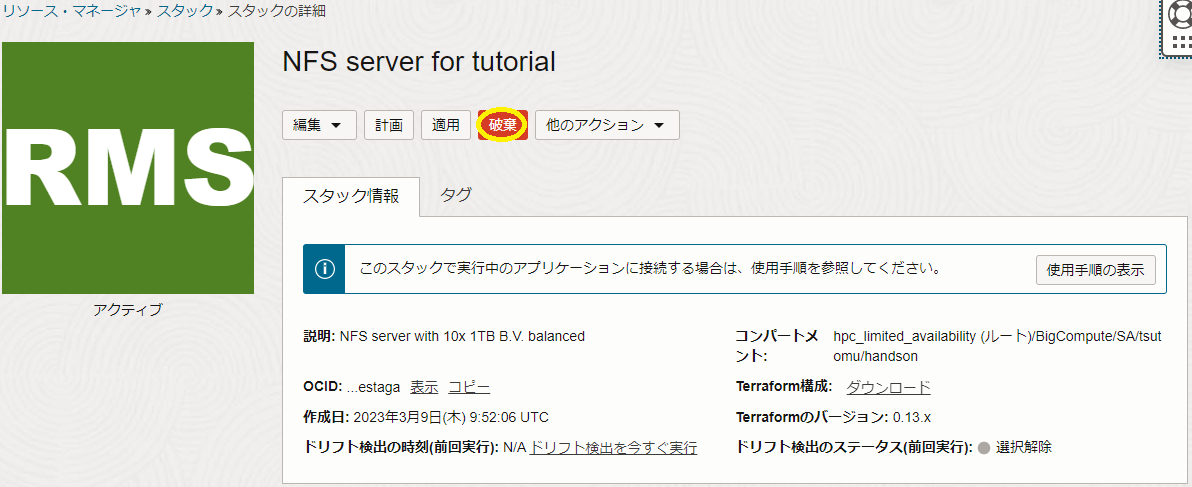 リソース・マネージャ » スタック » スタックの詳細
RMS
アクティブ
NFS server for tutorial
編集 計画 適用 破棄 他のアクション
スタック情報 タグ
このスタックで実行中のアプリケーションに接続する場合は、使用手順を参照してください。 使用手順の表示
説明: NFS server with 10x 1TB B.V. balanced
OCID: ...estaga 表示 コピー
作成日: 2023年3月9日(木) 9:52:06 UTC
ドリフト検出の時刻(前回実行): N/A ドリフト検出を今すぐ実行
コンパートメ
ント:
hpc_limited_availability (ルート)/BigCompute/SA/tsut
omu/handson
Terraform構成: ダウンロード
Terraformのバージョン: 0.13.x
ドリフト検出のステータス(前回実行): 選択解除